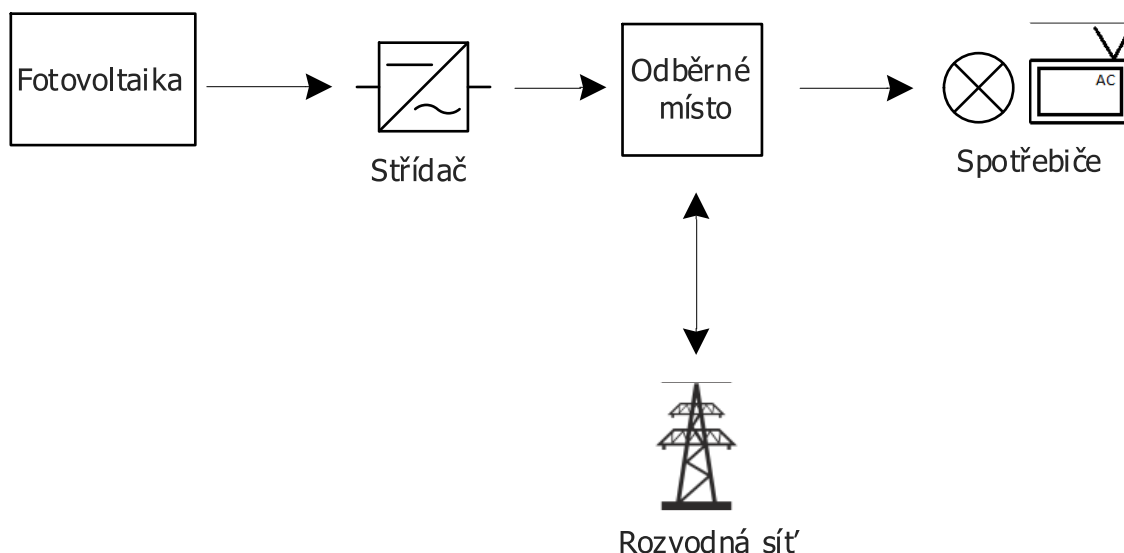 Fotovoltaika
Střídač
Odběrné
místo
AC
Spotřebiče
Rozvodná síť